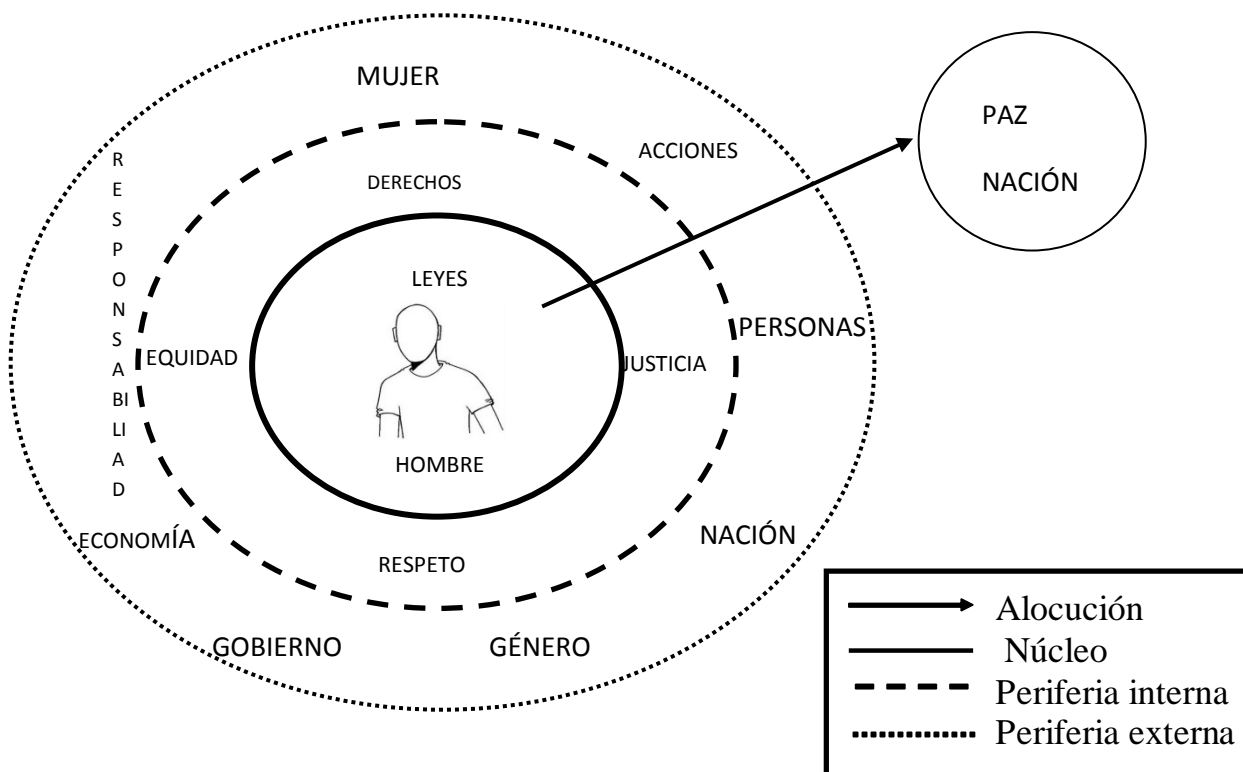 MUJER
PAZ
NACIÓN
ACCIONES
R
E
S
P
O
N
S
A
BI
LI
A
D
DERECHOS
LEYES
PERSONAS
EQUIDAD
JUSTICIA
HOMBRE
ECONOMÍA
NACIÓN
RESPETO
GOBIERNO
GÉNERO
Alocución
Núcleo
Periferia interna
Periferia externa